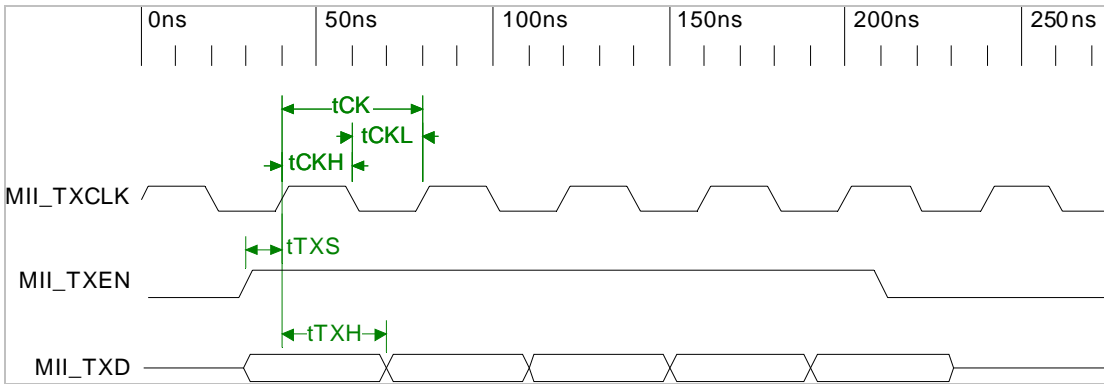 0ns 50ns 100ns 150ns 200ns 250ns
tCK
tCKL
tCKH
MII_TXCLK
tTXS
MII_TXEN
tTXH
MII_TXD